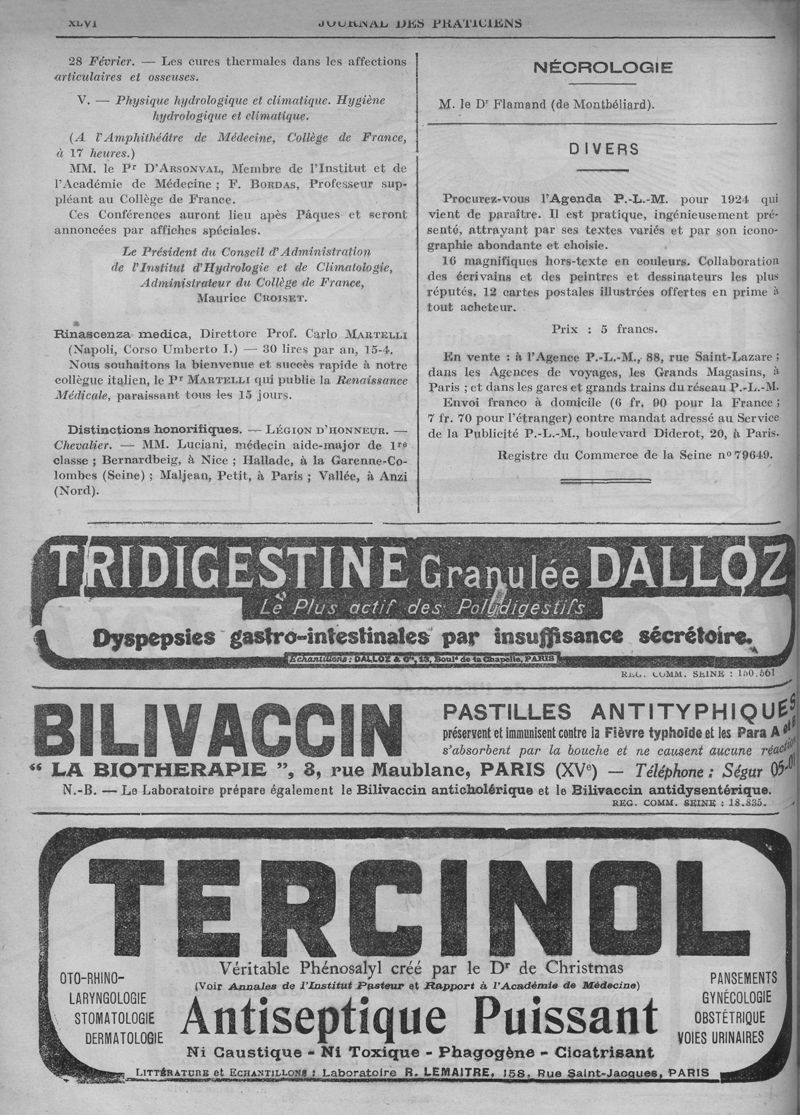 XLVI
JOURNAL DES PRATICIENS
28 Février. — Les cures thermales dans les affections
articulaires et osseuses.
V. — Physique hydrologique et climatique. Hygiène
hydrologique et climatique.
(A l'Amphithéâtre de Médecine, Collège de France,
à 17 heures.)
MM. le Pr D'ARSONVAL, Membre de l'Institut et de
l'Académie de Médecine ; F. BORDAS, Professeur sup-
pléant au Collège de France.
Ces Conférences auront lieu apès Pâques et seront
annoncées par affiches spéciales.
Le Président du Conseil d'Administration
de l'Institut d'Hydrologie et de Climatologie,
Administrateur du Collège de France,
Maurice CROISET.
Rinascenza medica, Direttore Prof. Carlo MARTELLI
(Napoli, Corso Umberto I.) — 30 lires par an, 15-4.
Nous souhaitons la bienvenue et succès rapide à notre
collègue italien, le Pr MARTELLI qui publie la Renaissance
Médicale, paraissant tous les 15 jours.
Distinctions honorifiques. — LÉGION D'HONNEUR. —
Chevalier. — MM. Luciani, médecin aide-major de 1re
classe ; Bernardbeig, à Nice ; Hallade, à la Garenne-Co-
lombes (Seine) ; Maljean, Petit, à Paris ; Vallée, à Anzi
(Nord).
NÉCROLOGIE
M. le Dr Flamand (de Montbéliard).
DIVERS
Procurez-vous l'Agenda P.-L.-M. pour 1924 qui
vient de paraître. Il est pratique, ingénieusement pré-
senté, attrayant par ses textes variés et par son icono-
graphie abondante et choisie.
16 magnifiques hors-texte en couleurs. Collaboration
des écrivains et des peintres et dessinateurs les plus
réputés. 12 cartes postales illustrées offertes en prime à
tout acheteur.
Prix : 5 francs.
En vente : à l'Agence P.-L.-M., 88, rue Saint-Lazare ;
dans les Agences de voyages, les Grands Magasins, à
Paris ; et dans les gares et grands trains du réseau P.-L.-M.
Envoi franco à domicile (6 fr. 90 pour la France ;
7 fr. 70 pour l'étranger) contre mandat adressé au Service
de la Publicité P.-L.-M., boulevard Diderot, 20, à Paris.
Registre du Commerce de la Seine nº 79649.
TRIDIGESTINE Granulée DALLOZ
Le Plus actif des Polydigestifs
Dyspepsies gastro-intestinales par insuffisance sécrétoire.
Echantillons : DALLOZ & Cie, 13, Boul. de la Chapelle, PARIS
REG. COMM. SEINE : 150.561
BILIVACCIN
PASTILLES ANTITYPHIQUES
préservent et immunisent contre la Fièvre typhoïde et les Para A et B
s'absorbent par la bouche et ne causent aucune réaction
“ LA BIOTHERAPIE ”, 3, rue Maublanc, PARIS (XVe) — Téléphone : Ségur 05-01
N.-B. — Le Laboratoire prépare également le Bilivaccin anticholérique et le Bilivaccin antidysentérique.
REG. COMM. SEINE : 18.835.
TERCINOL
Véritable Phénosalyl créé par le Dr de Christmas
(Voir Annales de l'Institut Pasteur et Rapport à l'Académie de Médecine)
OTO-RHINO-
LARYNGOLOGIE
STOMATOLOGIE
DERMATOLOGIE
Antiseptique Puissant
PANSEMENTS
GYNÉCOLOGIE
OBSTÉTRIQUE
VOIES URINAIRES
Ni Caustique - Ni Toxique - Phagogène - Cicatrisant
LITTÉRATURE et ECHANTILLONS : Laboratoire R. LEMAITRE, 158, Rue Saint-Jacques, PARIS